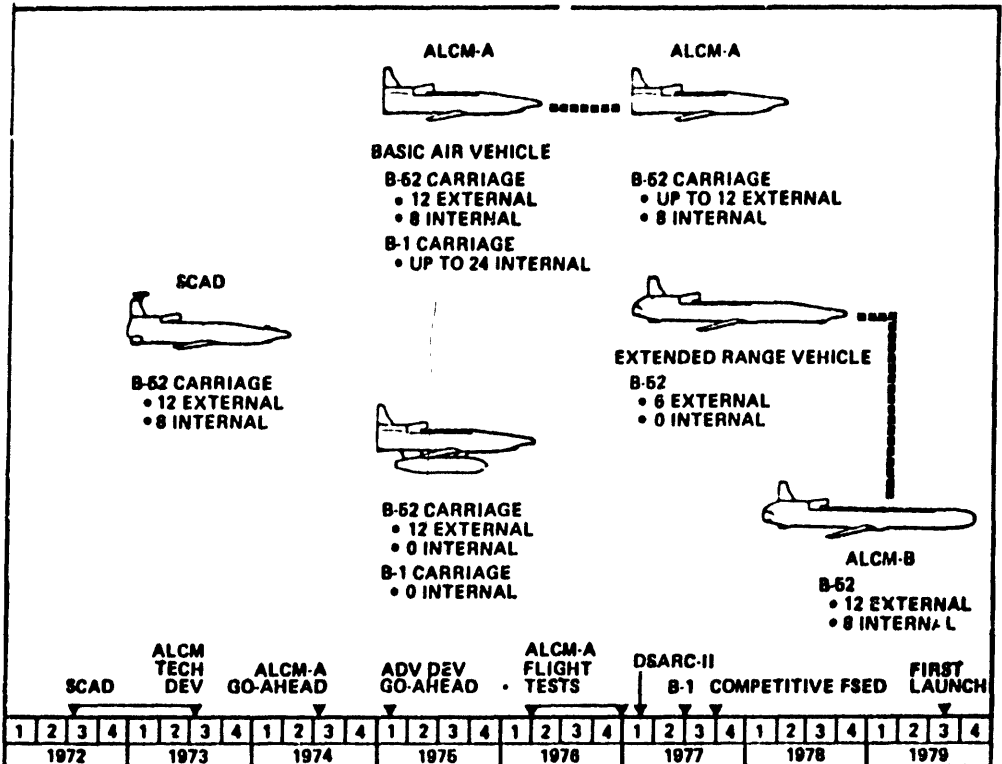 ALCM-A
ALCM-A
BASIC AIR VEHICLE
B-52 CARRIAGE
• 12 EXTERNAL
• 8 INTERNAL
B-1 CARRIAGE
• UP TO 24 INTERNAL
B-52 CARRIAGE
• UP TO 12 EXTERNAL
• 8 INTERNAL
SCAD
B-52 CARRIAGE
• 12 EXTERNAL
• 8 INTERNAL
EXTENDED RANGE VEHICLE
B-52
• 6 EXTERNAL
• 0 INTERNAL
B-52 CARRIAGE
• 12 EXTERNAL
• 0 INTERNAL
B-1 CARRIAGE
• 0 INTERNAL
ALCM-B
B-52
• 12 EXTERNAL
• 8 INTERNAL
SCAD
ALCM
TECH
DEV
ALCM-A
GO-AHEAD
ADV DEV
GO-AHEAD
ALCM-A
FLIGHT
TESTS
DSARC-II
B-1
COMPETITIVE FSED
FIRST
LAUNCH
1 2 3 4 1 2 3 4 1 2 3 4 1 2 3 4 1 2 3 4 1 2 3 4 1 2 3 4 1 2 3 4
1972 1973 1974 1975 1976 1977 1978 1979